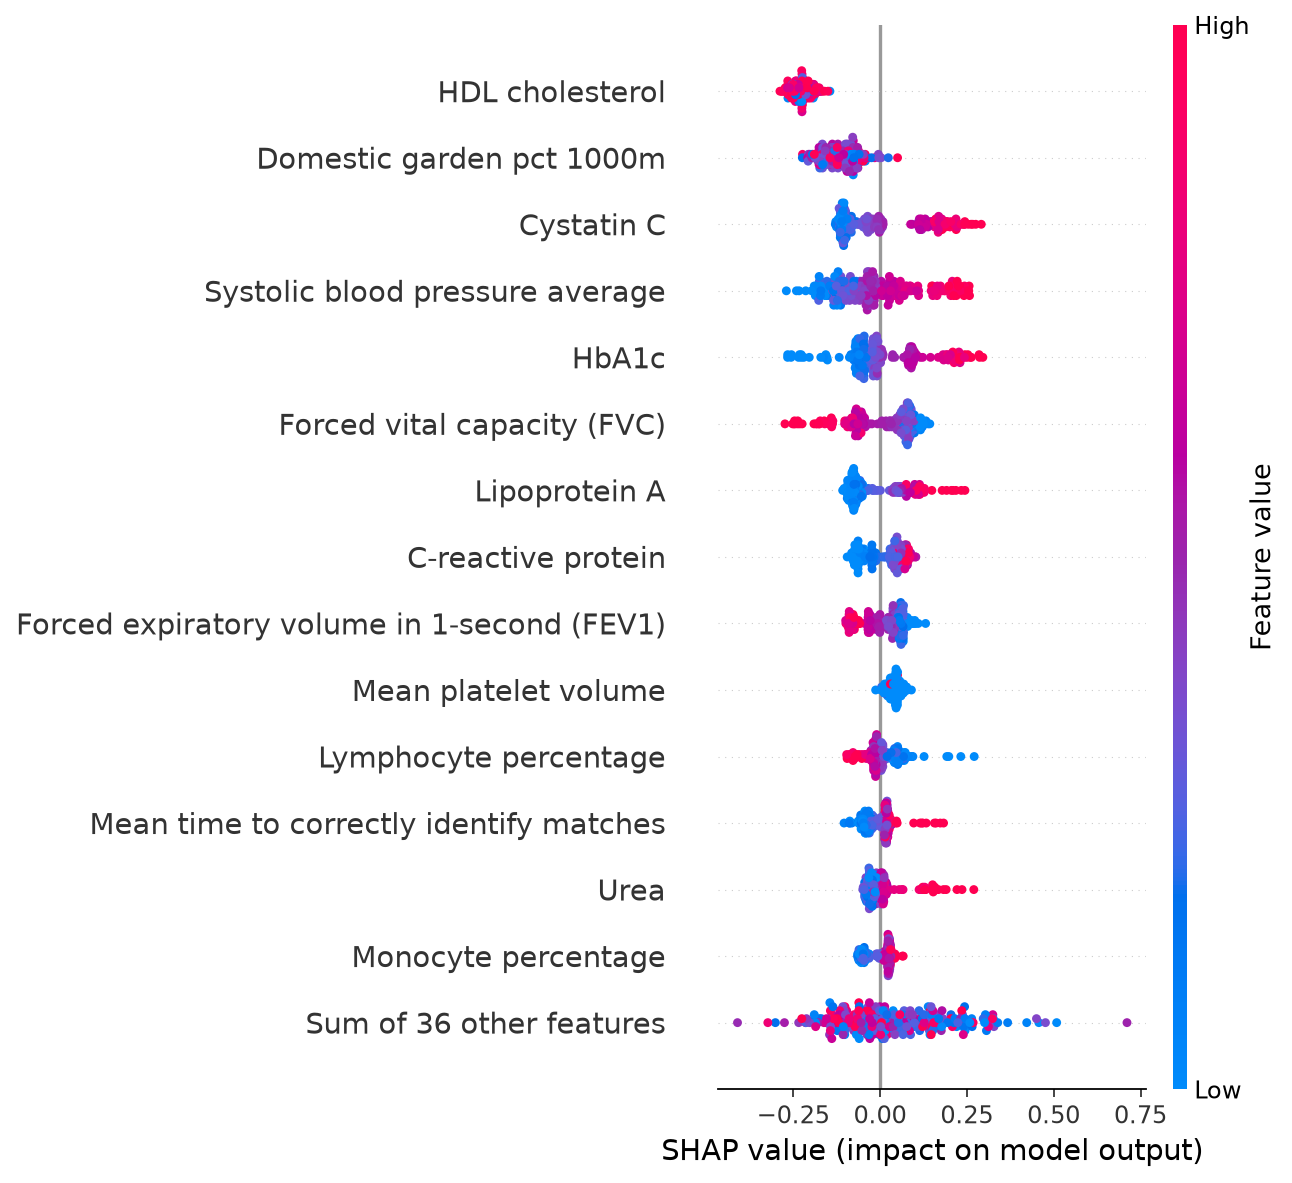 High
HDL cholesterol
Domestic garden pct 1000m
Cystatin C
Systolic blood pressure average
HbA1c
Forced vital capacity (FVC)
Lipoprotein A
C-reactive protein
Forced expiratory volume in 1-second (FEV1)
Mean platelet volume
Lymphocyte percentage
Mean time to correctly identify matches
Urea
Monocyte percentage
Sum of 36 other features
Feature value
Low
−0.25 0.00 0.25 0.50 0.75
SHAP value (impact on model output)